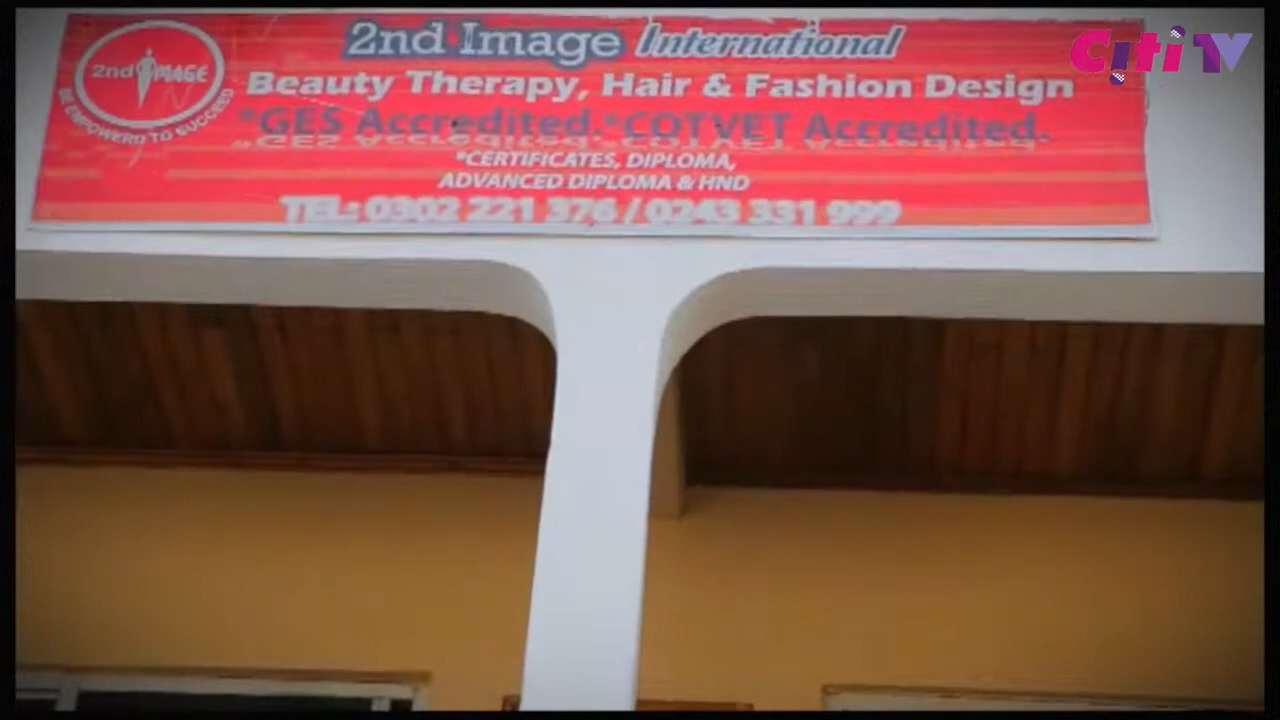 2nd Image International
Beauty Therapy, Hair & Fashion Design
*GES Accredited.*COTVET Accredited.
*CERTIFICATES, DIPLOMA,
ADVANCED DIPLOMA & HND
TEL: 0302 221 376 / 0243 331 999
2nd IMAGE
BE EMPOWERD TO SUCCEED
Citi TV